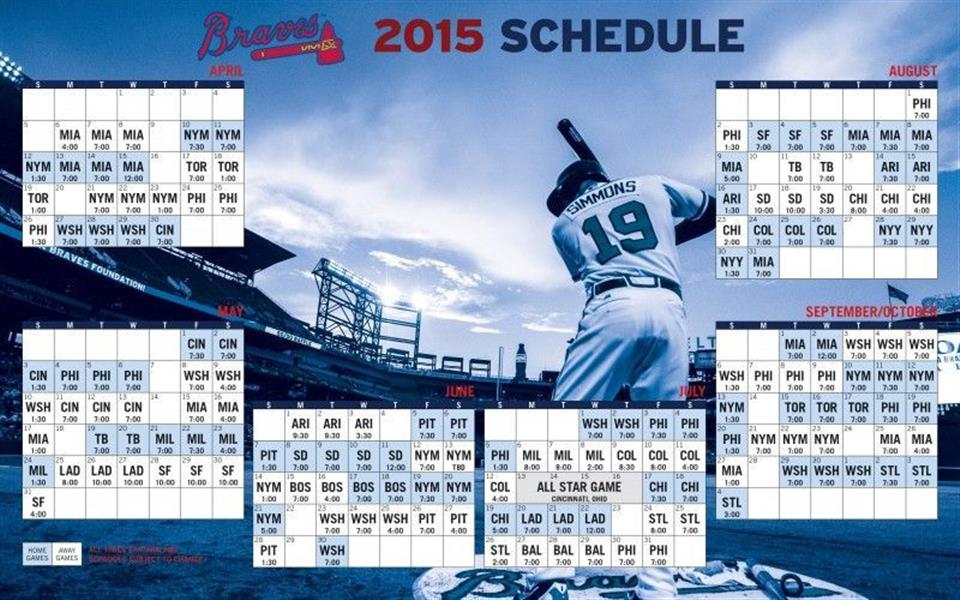 Braves 2015 SCHEDULE
APRIL
S M T W T F S
1 2 3 4
5 6 7 8 9 10 11
MIA MIA MIA NYM NYM
4:00 7:00 7:00 7:30 7:00
12 13 14 15 16 17 18
NYM MIA MIA MIA TOR TOR
1:30 7:00 7:00 12:00 7:00 1:00
19 20 21 22 23 24 25
TOR NYM NYM NYM PHI PHI
1:00 7:00 7:00 1:00 7:00 7:00
26 27 28 29 30
PHI WSH WSH WSH CIN
1:30 7:00 7:00 7:00 7:00
BRAVES FOUNDATION!
MAY
S M T W T F S
1 2
CIN CIN
7:30 7:00
3 4 5 6 7 8 9
CIN PHI PHI PHI WSH WSH
1:30 7:00 7:00 7:00 7:00 7:00
10 11 12 13 14 15 16
WSH CIN CIN CIN MIA MIA
1:30 7:00 7:00 7:00 7:00 4:00
17 18 19 20 21 22 23
MIA TB TB MIL MIL MIL
1:00 7:00 7:00 7:00 7:30 4:00
24 25 26 27 28 29 30
MIL LAD LAD LAD SF SF SF
1:30 8:00 10:00 10:00 10:00 10:00 10:00
31
SF
4:00
HOME GAMES
AWAY GAMES
SIMMONS
19
JUNE
S M T W T F S
1 2 3 4 5 6
ARI ARI ARI PIT PIT
9:30 9:30 3:30 7:30 7:00
7 8 9 10 11 12 13
PIT SD SD SD SD NYM NYM
1:30 7:00 7:00 7:00 12:00 7:00 TBD
14 15 16 17 18 19 20
NYM BOS BOS BOS BOS NYM NYM
1:00 7:00 4:00 7:00 7:00 7:30 7:00
21 22 23 24 25 26 27
NYM WSH WSH WSH PIT PIT
5:00 7:00 7:00 4:00 7:00 4:00
28 29 30
PIT WSH
1:30 7:00
JULY
S M T W T F S
1 2 3 4
WSH WSH PHI PHI
7:00 7:00 7:30 7:00
5 6 7 8 9 10 11
PHI MIL MIL MIL COL COL COL
1:30 8:00 8:00 2:00 8:30 8:00 4:00
12 13 14 15 16 17 18
COL ALL STAR GAME CHI CHI
4:00 CINCINNATI, OHIO 7:30 7:00
19 20 21 22 23 24 25
CHI LAD LAD LAD STL STL
5:00 7:00 7:00 12:00 8:00 7:00
26 27 28 29 30 31
STL BAL BAL BAL PHI PHI
2:00 7:00 7:00 7:00 7:00 7:00
AUGUST
S M T W T F S
1
PHI
7:00
2 3 4 5 6 7 8
PHI SF SF SF MIA MIA MIA
1:30 7:00 7:00 7:00 7:00 7:30 7:00
9 10 11 12 13 14 15
MIA TB TB ARI ARI
5:00 7:00 7:00 7:30 7:00
16 17 18 19 20 21 22
ARI SD SD SD CHI CHI CHI
1:30 10:00 10:00 3:30 8:00 4:00 4:00
23 24 25 26 27 28 29
CHI COL COL COL NYY NYY
2:00 7:00 7:00 7:00 7:30 7:00
30 31
NYY MIA
1:30 7:00
SEPTEMBER/OCTOBER
S M T W T F S
1 2 3 4 5
MIA MIA WSH WSH WSH
7:00 12:00 7:00 7:00 7:00
6 7 8 9 10 11 12
WSH PHI PHI PHI NYM NYM NYM
1:30 1:00 7:00 7:00 7:00 7:30 7:00
13 14 15 16 17 18 19
NYM TOR TOR TOR PHI PHI
1:30 7:00 7:00 7:00 7:30 7:00
20 21 22 23 24 25 26
PHI NYM NYM NYM MIA MIA
1:30 7:00 7:00 7:00 7:00 7:00
27 28 29 30 1 2 3
MIA WSH WSH WSH STL STL
1:00 7:00 7:00 7:00 7:30 7:00
4
STL
3:00